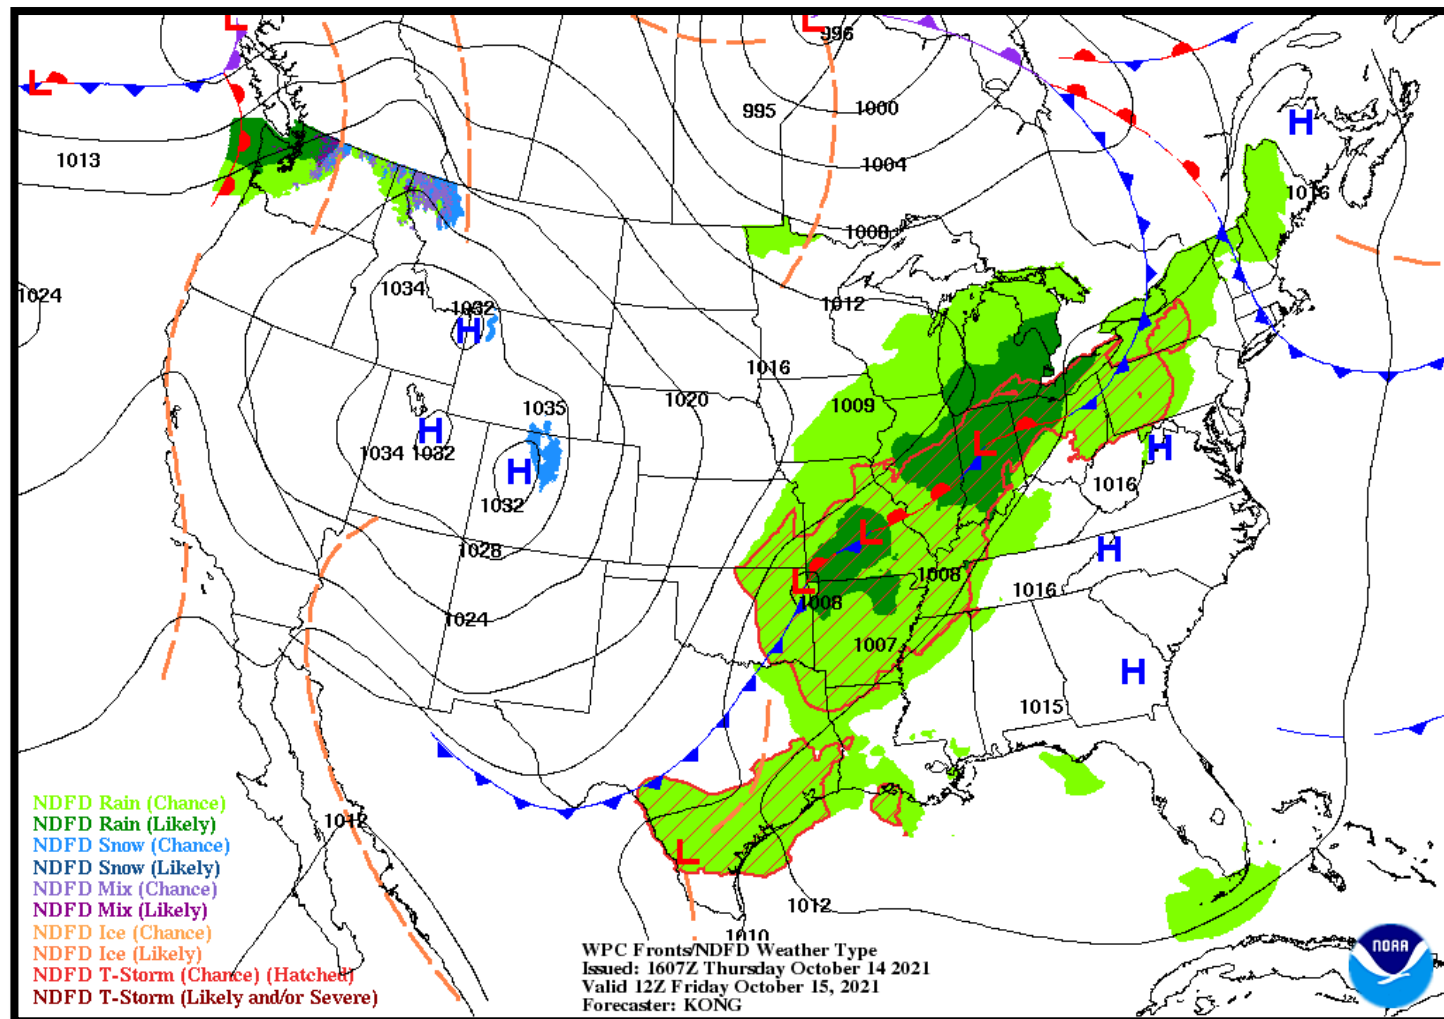 L
L
996
L
995
1000
H
1013
1004
1016
1008
1024
1034
1032
1012
H
1016
1035
1020
1009
H
1034
1032
L
H
H
1032
1016
L
1028
H
1008
1016
L
1008
1024
1007
H
1015
NDFD Rain (Chance)
NDFD Rain (Likely)
1012
NDFD Snow (Chance)
L
NDFD Snow (Likely)
NDFD Mix (Chance)
1012
NDFD Mix (Likely)
NDFD Ice (Chance)
1010
NDFD Ice (Likely)
NDFD T-Storm (Chance) (Hatched)
NDFD T-Storm (Likely and/or Severe)
WPC Fronts/NDFD Weather Type
Issued: 1607Z Thursday October 14 2021
Valid 12Z Friday October 15, 2021
Forecaster: KONG
NOAA